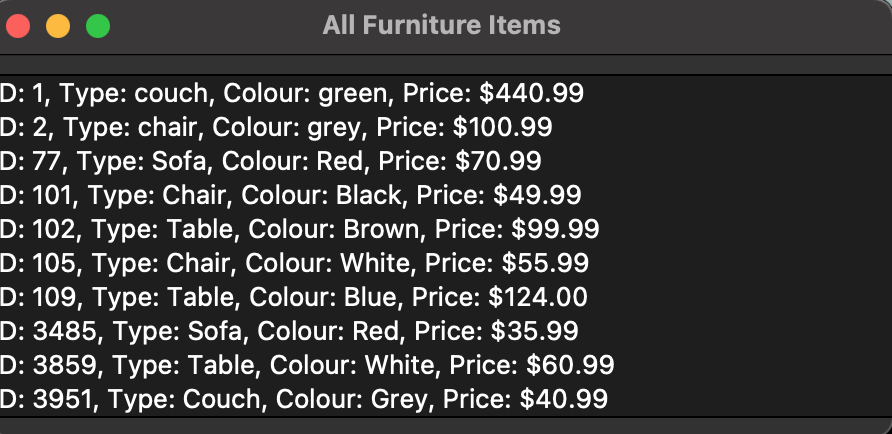 All Furniture Items
D: 1, Type: couch, Colour: green, Price: $440.99
D: 2, Type: chair, Colour: grey, Price: $100.99
D: 77, Type: Sofa, Colour: Red, Price: $70.99
D: 101, Type: Chair, Colour: Black, Price: $49.99
D: 102, Type: Table, Colour: Brown, Price: $99.99
D: 105, Type: Chair, Colour: White, Price: $55.99
D: 109, Type: Table, Colour: Blue, Price: $124.00
D: 3485, Type: Sofa, Colour: Red, Price: $35.99
D: 3859, Type: Table, Colour: White, Price: $60.99
D: 3951, Type: Couch, Colour: Grey, Price: $40.99